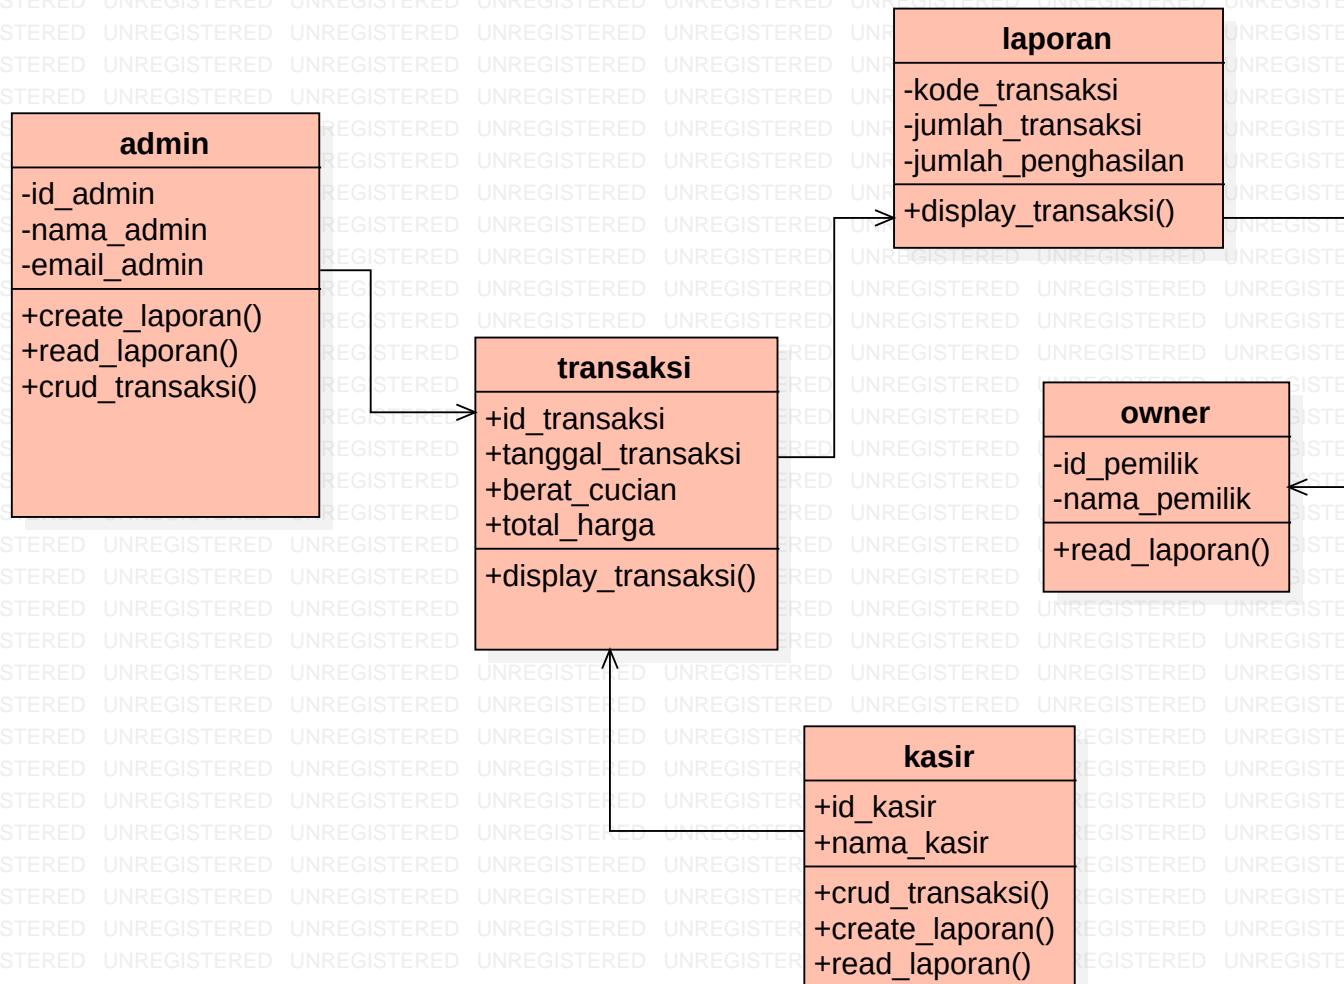 laporan
-kode_transaksi
-jumlah_transaksi
-jumlah_penghasilan
+display_transaksi()
admin
-id_admin
-nama_admin
-email_admin
+create_laporan()
+read_laporan()
+crud_transaksi()
transaksi
+id_transaksi
+tanggal_transaksi
+berat_cucian
+total_harga
+display_transaksi()
owner
-id_pemilik
-nama_pemilik
+read_laporan()
kasir
+id_kasir
+nama_kasir
+crud_transaksi()
+create_laporan()
+read_laporan()
UNREGISTERED